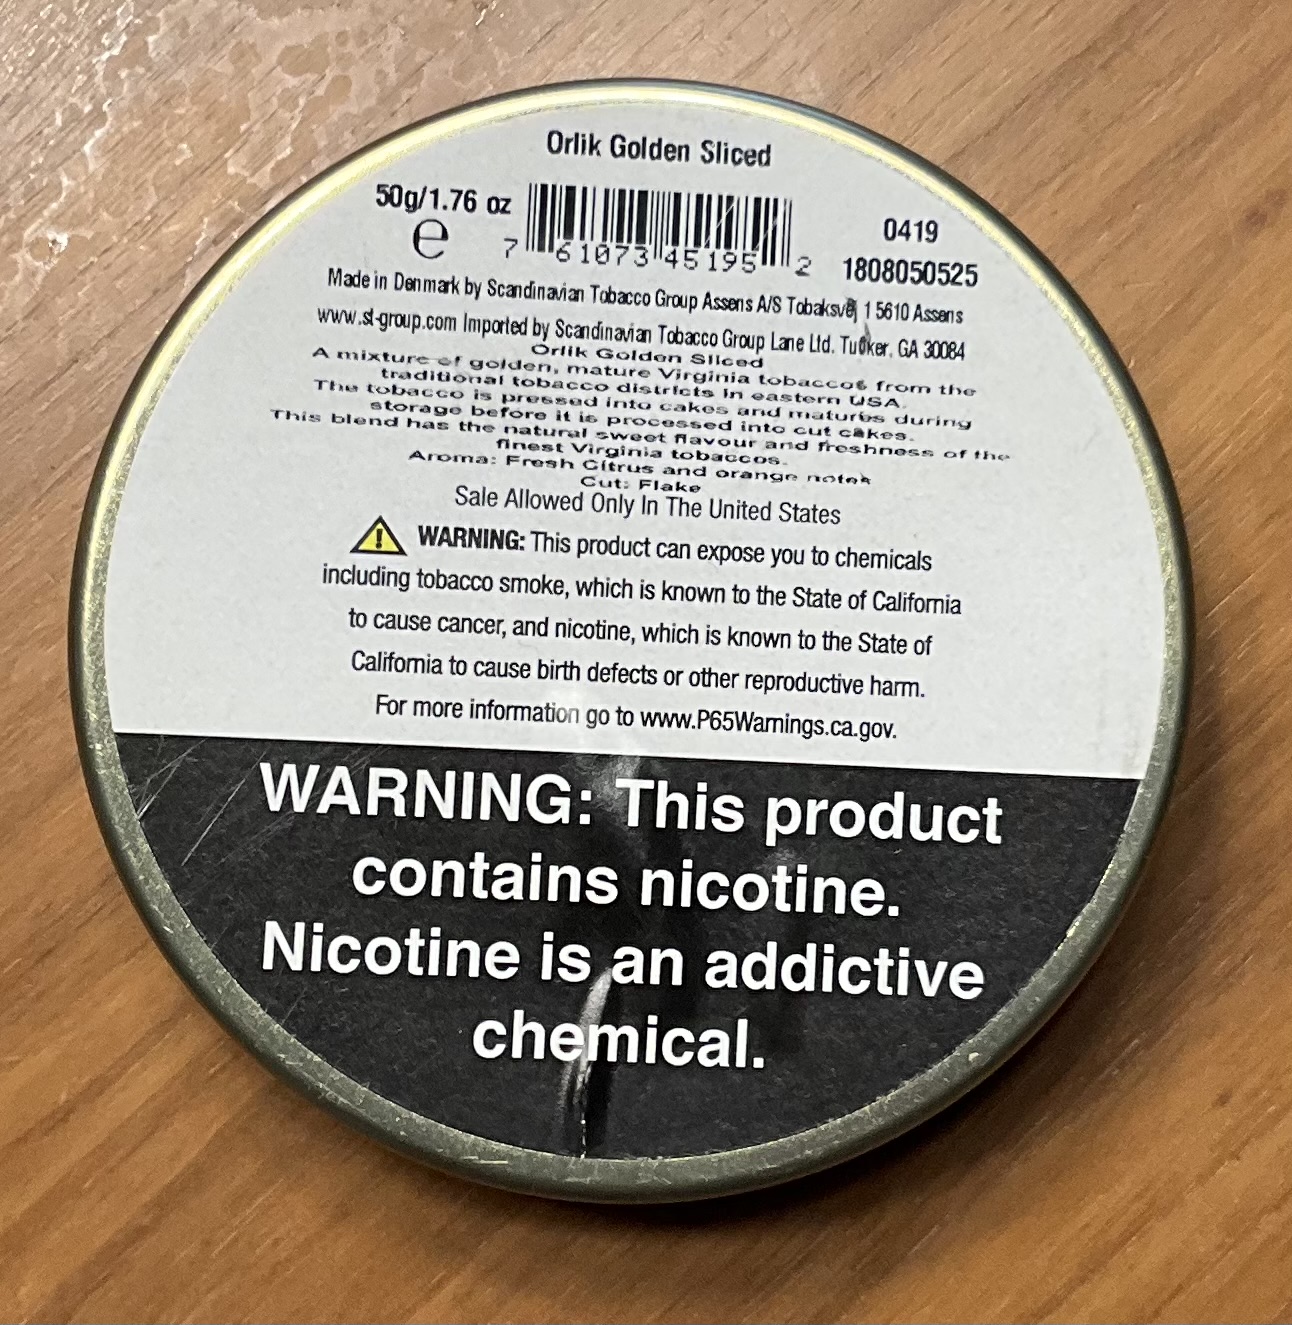 Orlik Golden Sliced
50g/1.76 oz
e
7 61073 45195 2
0419
1808050525
Made in Denmark by Scandinavian Tobacco Group Assens A/S Tobaksvej 1 5610 Assens
www.st-group.com Imported by Scandinavian Tobacco Group Lane Ltd. Tucker, GA 30084
Orlik Golden Sliced
A mixture of golden, mature Virginia tobaccos from the
traditional tobacco districts in eastern USA.
The tobacco is pressed into cakes and matures during
storage before it is processed into cut cakes.
This blend has the natural sweet flavour and freshness of the
finest Virginia tobaccos.
Aroma: Fresh Citrus and orange notes
Cut: Flake
Sale Allowed Only In The United States
WARNING: This product can expose you to chemicals
including tobacco smoke, which is known to the State of California
to cause cancer, and nicotine, which is known to the State of
California to cause birth defects or other reproductive harm.
For more information go to www.P65Warnings.ca.gov.
WARNING: This product
contains nicotine.
Nicotine is an addictive
chemical.